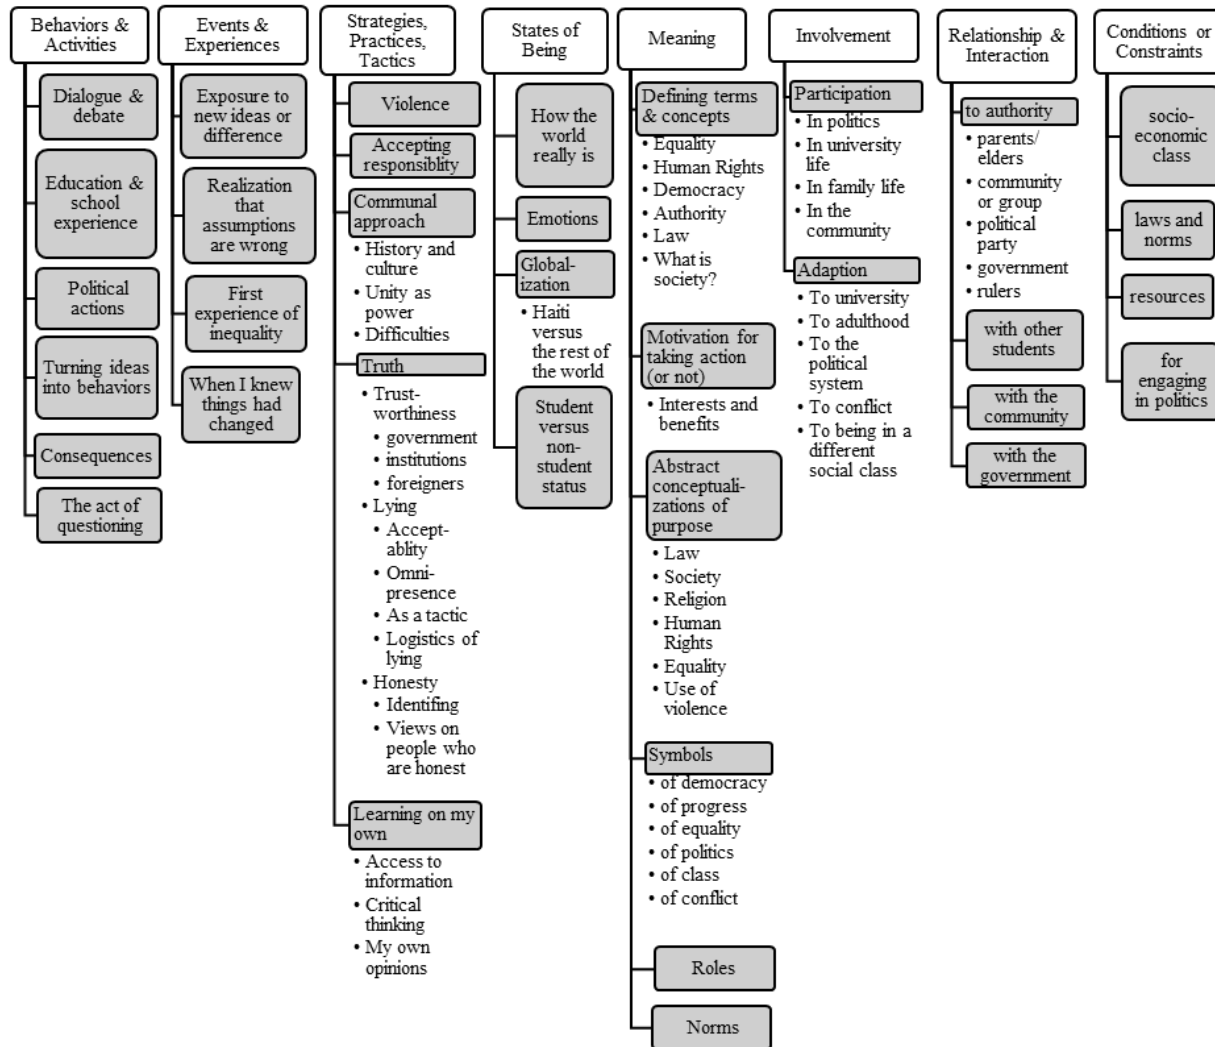 Behaviors &
Activities
Dialogue &
debate
Education &
school
experience
Political
actions
Turning ideas
into behaviors
Consequences
The act of
questioning
Events &
Experiences
Exposure to
new ideas or
difference
Realization
that
assumptions
are wrong
First
experience of
inequality
When I knew
things had
changed
Strategies,
Practices,
Tactics
Violence
Accepting
responsiblity
Communal
approach
• History and
culture
• Unity as
power
• Difficulties
Truth
• Trust-
worthiness
• government
• institutions
• foreigners
• Lying
• Accept-
ablity
• Omni-
presence
• As a tactic
• Logistics of
lying
• Honesty
• Identifing
• Views on
people who
are honest
Learning on my
own
• Access to
information
• Critical
thinking
• My own
opinions
States of
Being
How the
world
really is
Emotions
Global-
ization
• Haiti
versus
the rest of
the world
Student
versus
non-
student
status
Meaning
Defining terms
& concepts
• Equality
• Human Rights
• Democracy
• Authority
• Law
• What is
society?
Motivation for
taking action
(or not)
• Interests and
benefits
Abstract
conceptuali-
zations of
purpose
• Law
• Society
• Religion
• Human
Rights
• Equality
• Use of
violence
Symbols
• of democracy
• of progress
• of equality
• of politics
• of class
• of conflict
Roles
Norms
Involvement
Participation
• In politics
• In university
life
• In family life
• In the
community
Adaption
• To university
• To adulthood
• To the
political
system
• To conflict
• To being in a
different
social class
Relationship &
Interaction
to authority
• parents/
elders
• community
or group
• political
party
• government
• rulers
with other
students
with the
community
with the
government
Conditions or
Constraints
socio-
economic
class
laws and
norms
resources
for
engaging
in politics